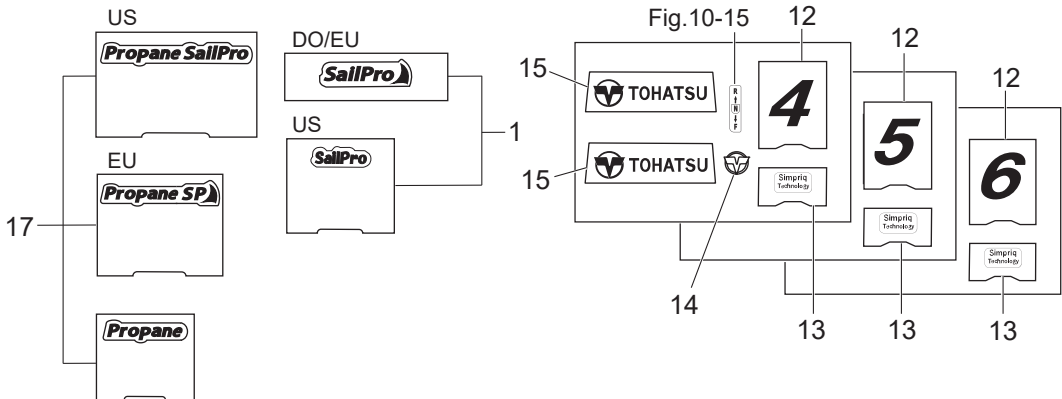 US
Propane SailPro
DO/EU
SailPro
US
SailPro
1
EU
Propane SP
17
Propane
Fig.10-15
12
12
12
15
TOHATSU
R
N
F
4
5
6
15
TOHATSU
Simpriq
Technology
Simpriq
Technology
Simpriq
Technology
14
13
13
13